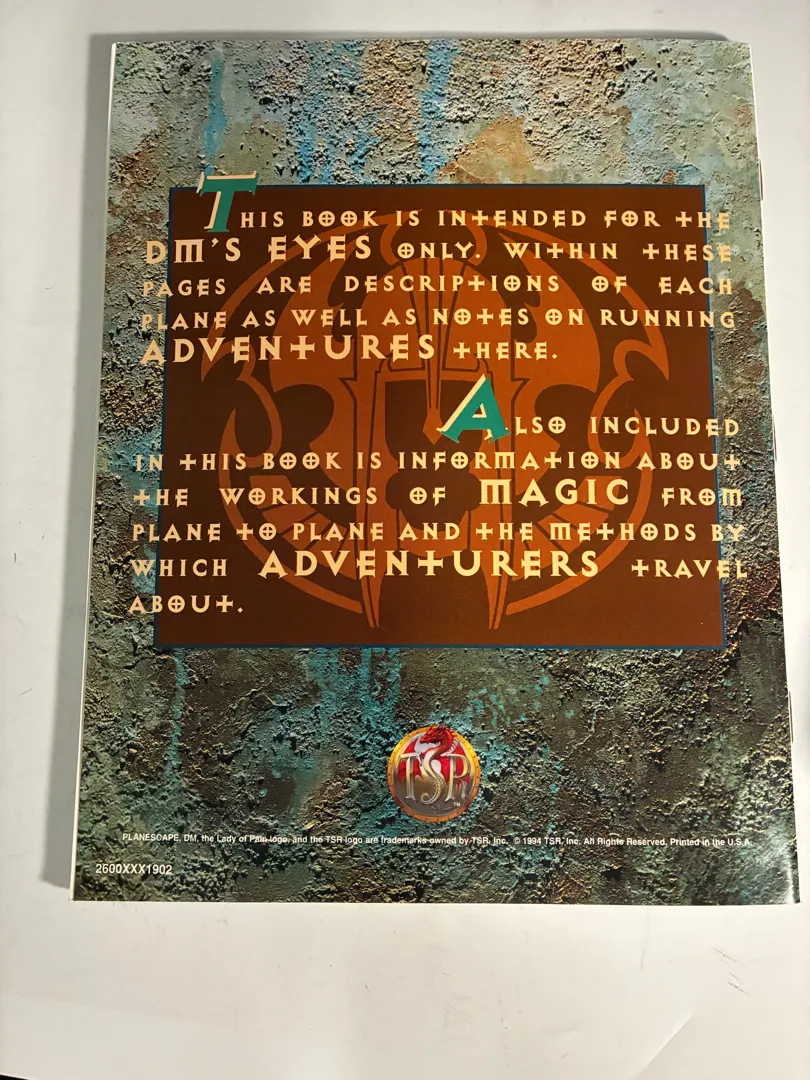 THIS BOOK IS INTENDED FOR THE
DM'S EYES ONLY. WITHIN THESE
PAGES ARE DESCRIPTIONS OF EACH
PLANE AS WELL AS NOTES ON RUNNING
ADVENTURES THERE.
ALSO INCLUDED
IN THIS BOOK IS INFORMATION ABOUT
THE WORKINGS OF MAGIC FROM
PLANE TO PLANE AND THE METHODS BY
WHICH ADVENTURERS TRAVEL
ABOUT.
TSR
TM
PLANESCAPE, DM, the Lady of Pain logo, and the TSR logo are trademarks owned by TSR, Inc. © 1994 TSR, Inc. All Rights Reserved. Printed in the U.S.A.
2600XXX1902